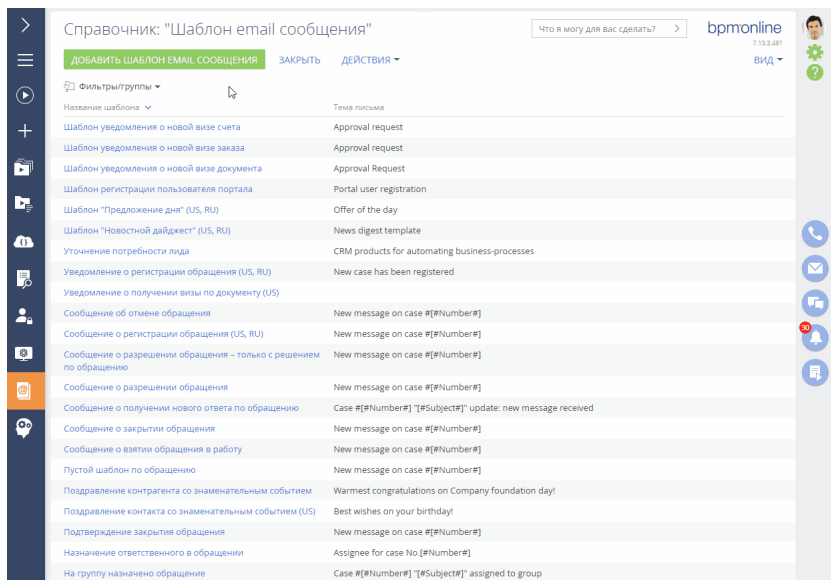 Справочник: "Шаблон email сообщения"
Что я могу для вас сделать? >
bpm'online
7.13.3.481
ДОБАВИТЬ ШАБЛОН EMAIL СООБЩЕНИЯ ЗАКРЫТЬ ДЕЙСТВИЯ
ВИД
Фильтры/группы
Название шаблона Тема письма
Шаблон уведомления о новой визе счета Approval request
Шаблон уведомления о новой визе заказа Approval request
Шаблон уведомления о новой визе документа Approval Request
Шаблон регистрации пользователя портала Portal user registration
Шаблон "Предложение дня" (US, RU) Offer of the day
Шаблон "Новостной дайджест" (US, RU) News digest template
Уточнение потребности лида CRM products for automating business-processes
Уведомление о регистрации обращения (US, RU) New case has been registered
Уведомление о получении визы по документу (US)
Сообщение об отмене обращения New message on case #[#Number#]
Сообщение о регистрации обращения (US, RU) New message on case #[#Number#]
Сообщение о разрешении обращения – только с решением New message on case #[#Number#]
по обращению
Сообщение о разрешении обращения New message on case #[#Number#]
Сообщение о получении нового ответа по обращению Case #[#Number#] "[#Subject#]" update: new message received
Сообщение о закрытии обращения New message on case #[#Number#]
Сообщение о взятии обращения в работу New message on case #[#Number#]
Пустой шаблон по обращению New message on case #[#Number#]
Поздравление контрагента со знаменательным событием Warmest congratulations on Company foundation day!
Поздравление контакта со знаменательным событием (US) Best wishes on your birthday!
Подтверждение закрытия обращения New message on case #[#Number#]
Назначение ответственного в обращении Assignee for case No.[#Number#]
На группу назначено обращение Case #[#Number#] "[#Subject#]" assigned to group
30